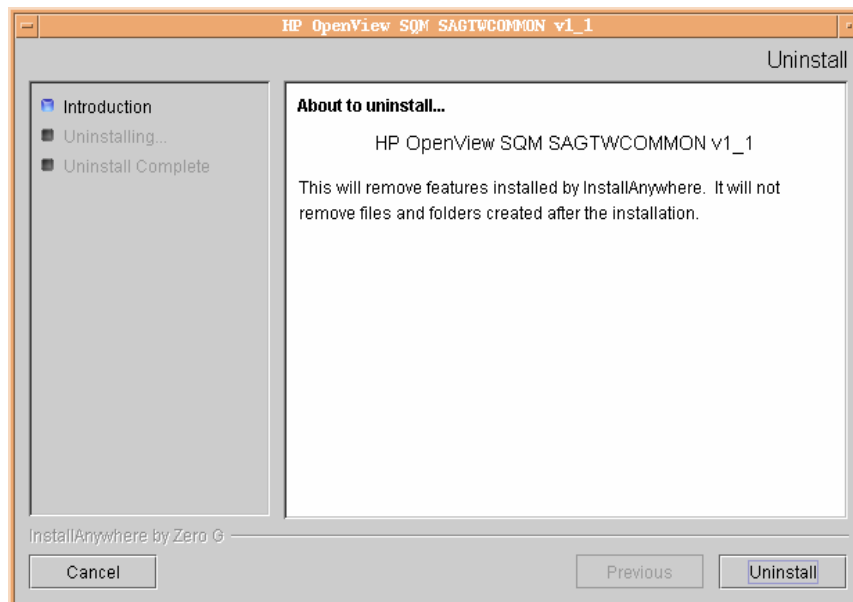 HP OpenView SQM SAGTWCOMMON v1_1
Uninstall
Introduction
Uninstalling...
Uninstall Complete
About to uninstall...
HP OpenView SQM SAGTWCOMMON v1_1
This will remove features installed by InstallAnywhere. It will not
remove files and folders created after the installation.
InstallAnywhere by Zero G
Cancel
Previous
Uninstall